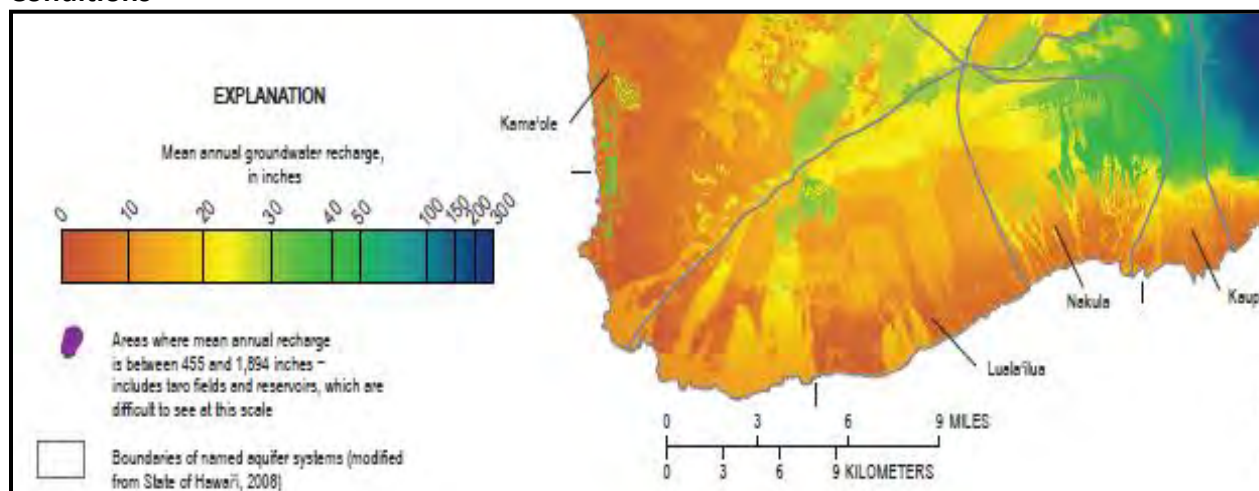 Conditions
EXPLANATION
Mean annual groundwater recharge,
in inches
0 10 20 30 40 50 100 150 200 300
Areas where mean annual recharge
is between 455 and 1,894 inches –
includes taro fields and reservoirs, which are
difficult to see at this scale
Boundaries of named aquifer systems (modified
from State of Hawai'i, 2008)
Kama'ole
Nakula
Kaup
Luala'ilua
0 3 6 9 MILES
0 3 6 9 KILOMETERS